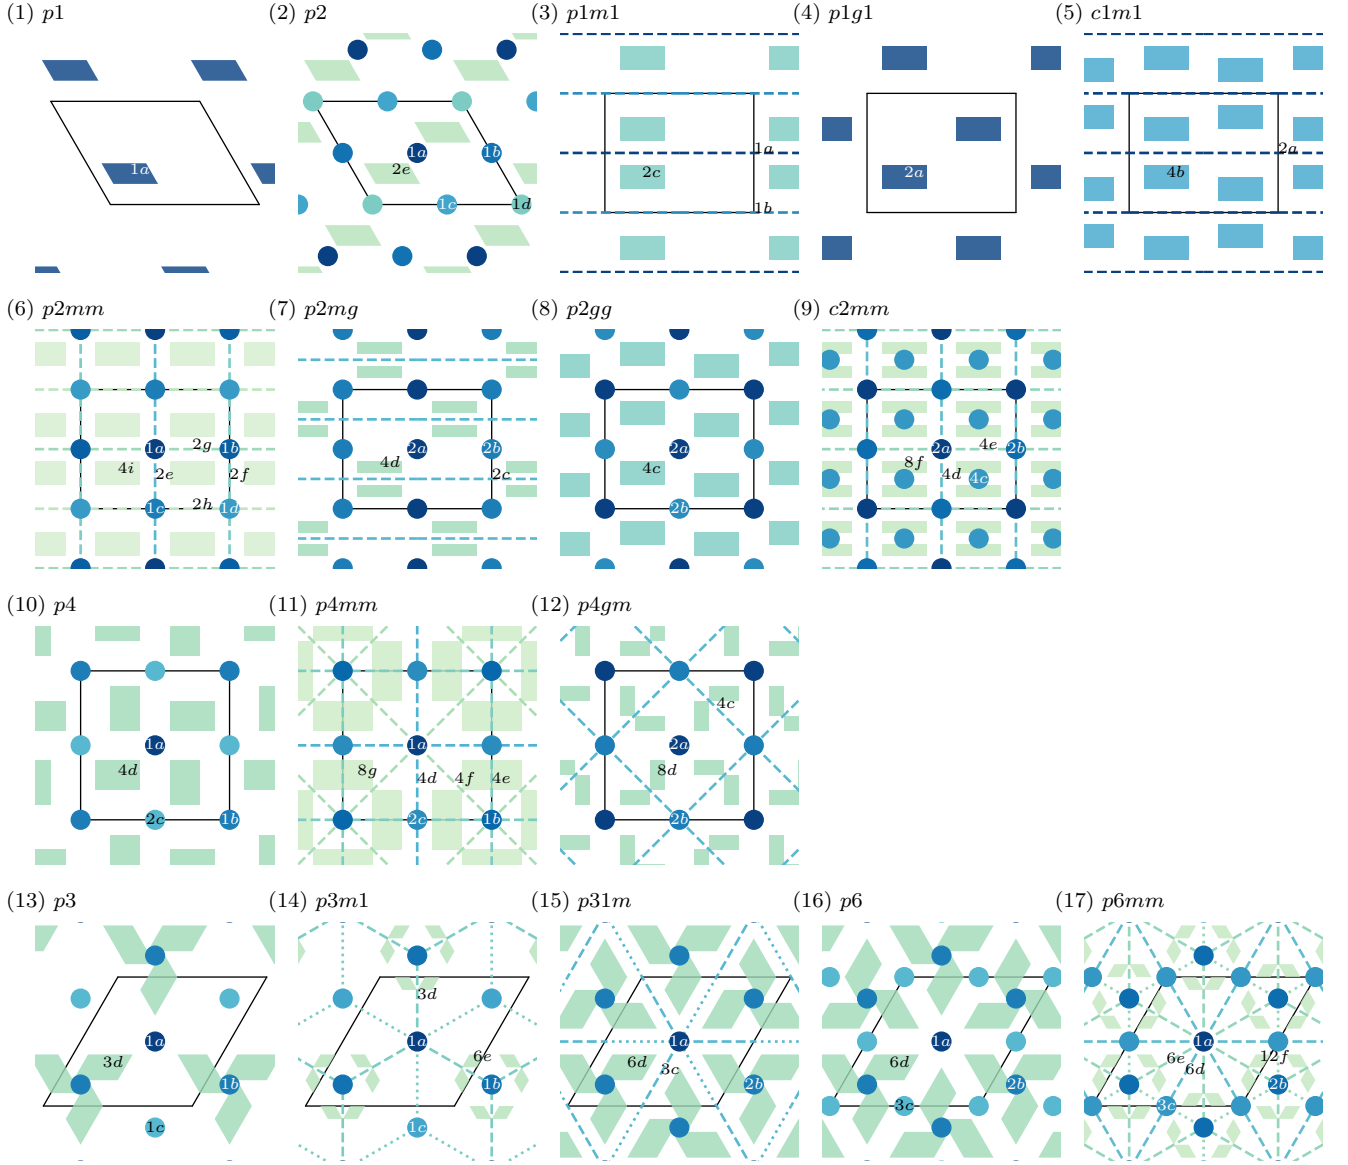 (1) p1 (2) p2 (3) p1m1 (4) p1g1 (5) c1m1
1a 1a 1b 2e 1c 1d 1a 2c 1b 2a 2a 4b
(6) p2mm (7) p2mg (8) p2gg (9) c2mm
1a 2g 1b 4i 2e 2f 1c 2h 1d 2a 2b 4d 2c 2a 4c 2b 2a 4e 2b 8f 4d 4c
(10) p4 (11) p4mm (12) p4gm
1a 4d 2c 1b 1a 8g 4d 4f 4e 2c 1b 4c 2a 8d 2b
(13) p3 (14) p3m1 (15) p31m (16) p6 (17) p6mm
1a 3d 1b 1c 3d 1a 6e 1b 1c 1a 6d 3c 2b 1a 6d 2b 3c 1a 6e 6d 12f 2b 3c